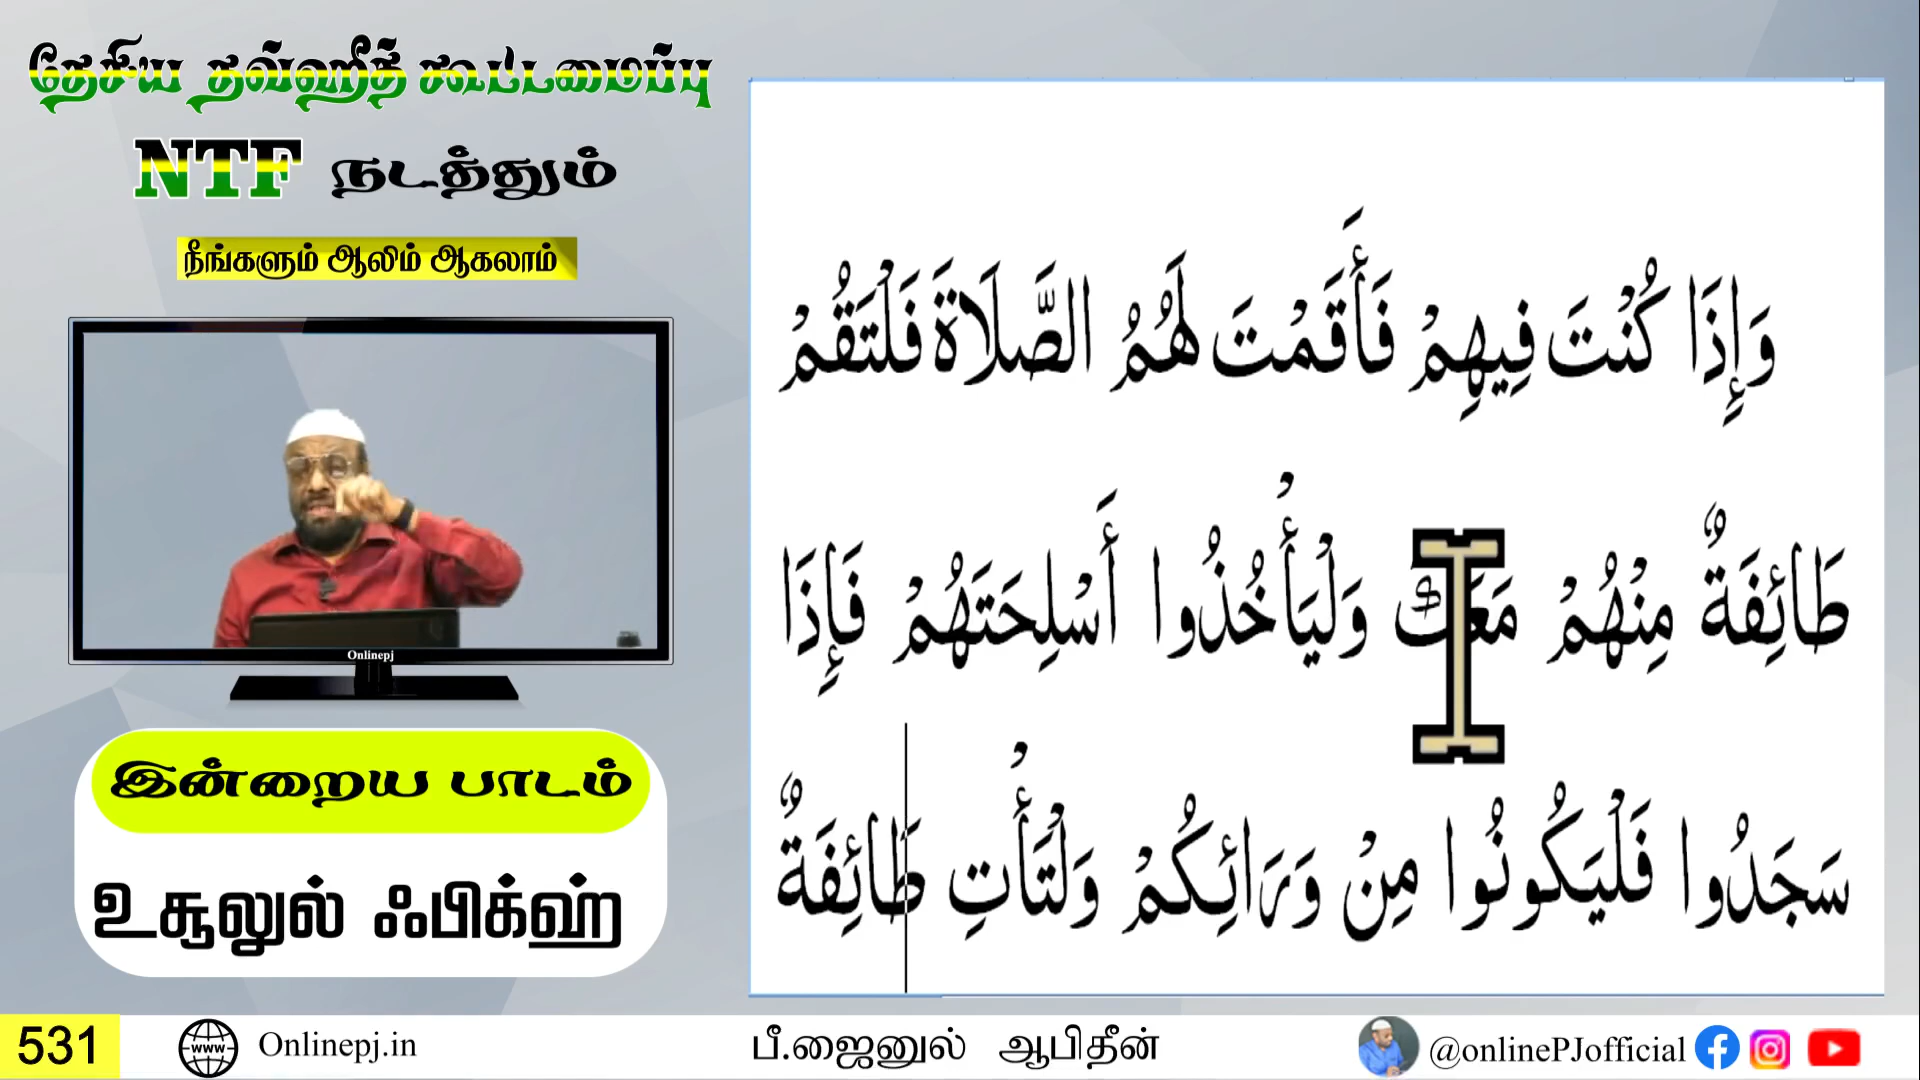 தேசிய தவ்ஹீத் கூட்டமைப்பு
NTF நடத்தும்
நீங்களும் ஆலிம் ஆகலாம்
Onlinepj
இன்றைய பாடம்
உசூலுல் ஃபிக்ஹ்
وَإِذَا كُنْتَ فِيهِمْ فَأَقَمْتَ لَهُمُ الصَّلَاةَ فَلْتَقُمْ
طَائِفَةٌ مِنْهُمْ مَعَكَ وَلْيَأْخُذُوا أَسْلِحَتَهُمْ فَإِذَا
سَجَدُوا فَلْيَكُونُوا مِنْ وَرَائِكُمْ وَلْتَأْتِ طَائِفَةٌ
531
www
Onlinepj.in
பீ.ஜைனுல் ஆபிதீன்
@onlinePJofficial